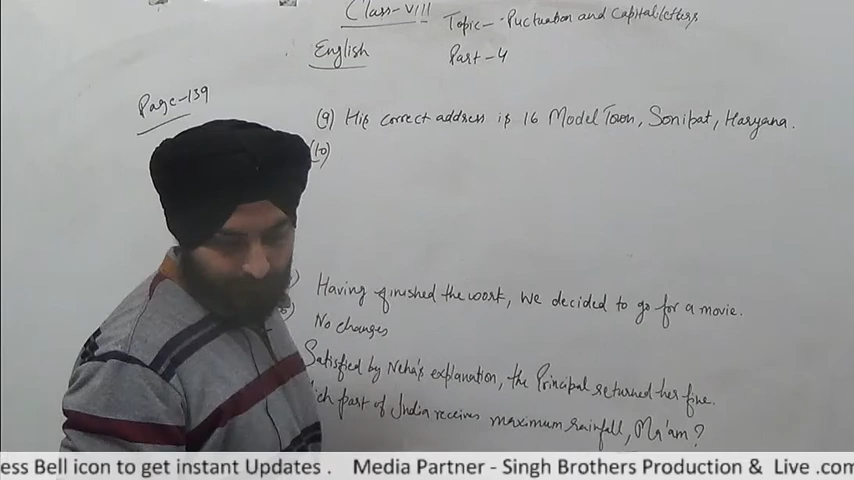 Class-VIII
Topic-- Puctuation and Capital letters
English
Part-4
Page-139
(9) His correct address is 16 Model Town, Sonipat, Haryana.
(10)
Having finished the work, we decided to go for a movie.
No changes
Satisfied by Neha's explanation, the Principal returned her fine.
ich part of India receives maximum rainfall, Ma'am?
ess Bell icon to get instant Updates . Media Partner - Singh Brothers Production & Live .com